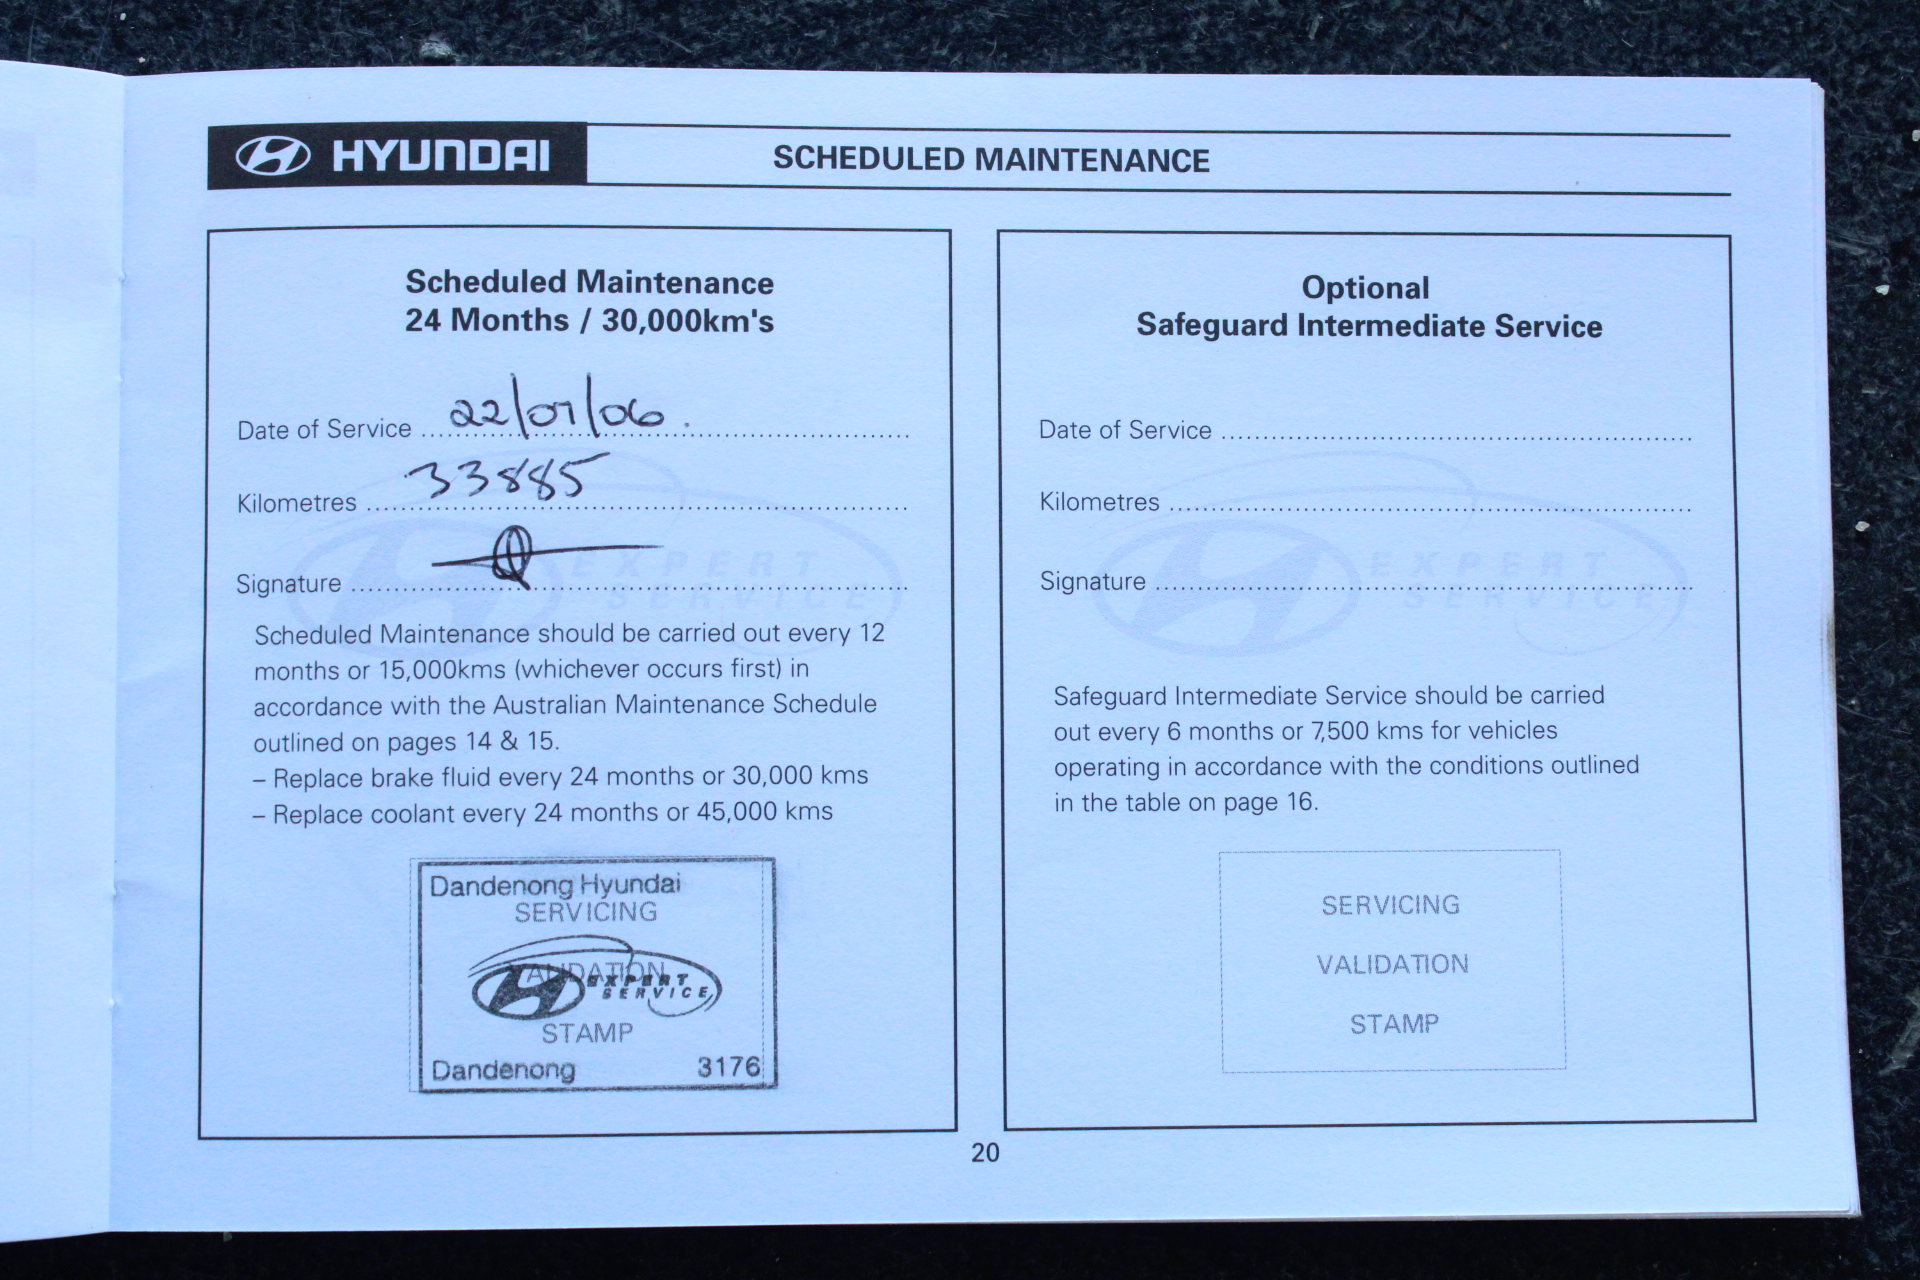 HYUNDAI
SCHEDULED MAINTENANCE
Scheduled Maintenance
24 Months / 30,000km's
Date of Service 22/07/06.
Kilometres 33885
Signature
EXPERT
SERVICE
Scheduled Maintenance should be carried out every 12
months or 15,000kms (whichever occurs first) in
accordance with the Australian Maintenance Schedule
outlined on pages 14 & 15.
– Replace brake fluid every 24 months or 30,000 kms
– Replace coolant every 24 months or 45,000 kms
Dandenong Hyundai
SERVICING
VALIDATION
EXPERT
SERVICE
STAMP
Dandenong 3176
Optional
Safeguard Intermediate Service
Date of Service
Kilometres
Signature
EXPERT
SERVICE
Safeguard Intermediate Service should be carried
out every 6 months or 7,500 kms for vehicles
operating in accordance with the conditions outlined
in the table on page 16.
SERVICING
VALIDATION
STAMP
20